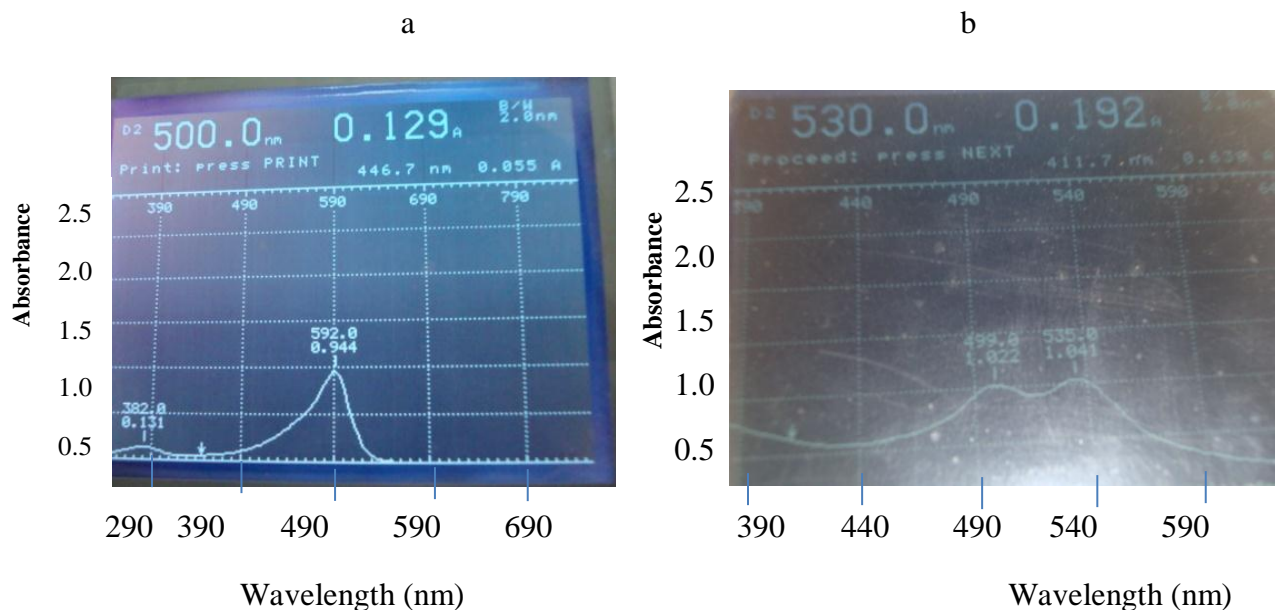 a
D2 500.0nm 0.129A B/W 2.0nm
Print: press PRINT 446.7 nm 0.055 A
390 490 590 690 790
592.0
0.944
382.0
0.131
2.5
2.0
1.5
1.0
0.5
Absorbance
290 390 490 590 690
Wavelength (nm)
b
D2 530.0nm 0.192A 2.0nm
Proceed: press NEXT 411.7 nm 0.639 A
390 440 490 540 590
499.0 535.0
1.022 1.041
2.5
2.0
1.5
1.0
0.5
Absorbance
390 440 490 540 590
Wavelength (nm)